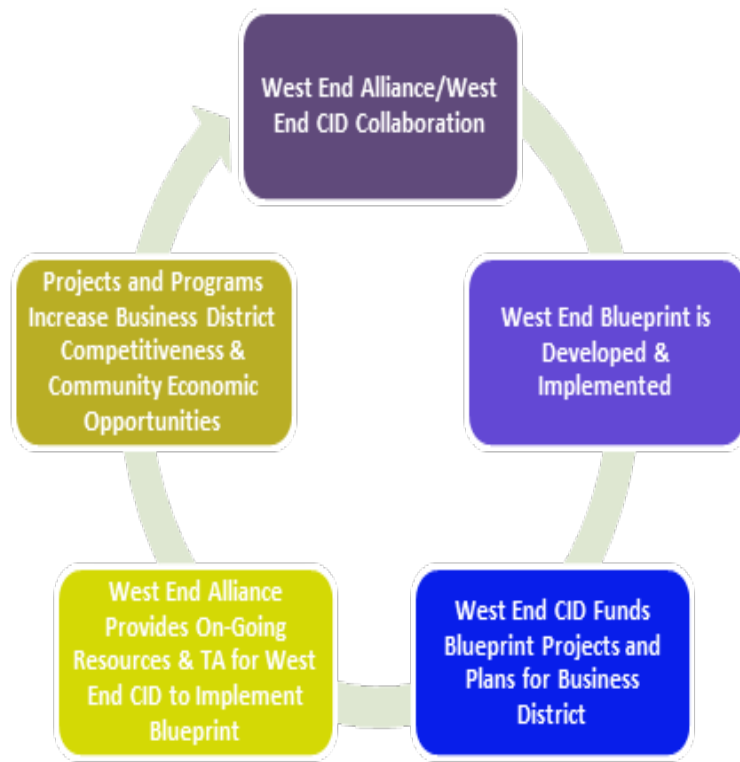 West End Alliance/West
End CID Collaboration
West End Blueprint is
Developed &
Implemented
West End CID Funds
Blueprint Projects and
Plans for Business
District
West End Alliance
Provides On-Going
Resources & TA for West
End CID to Implement
Blueprint
Projects and Programs
Increase Business District
Competitiveness &
Community Economic
Opportunities